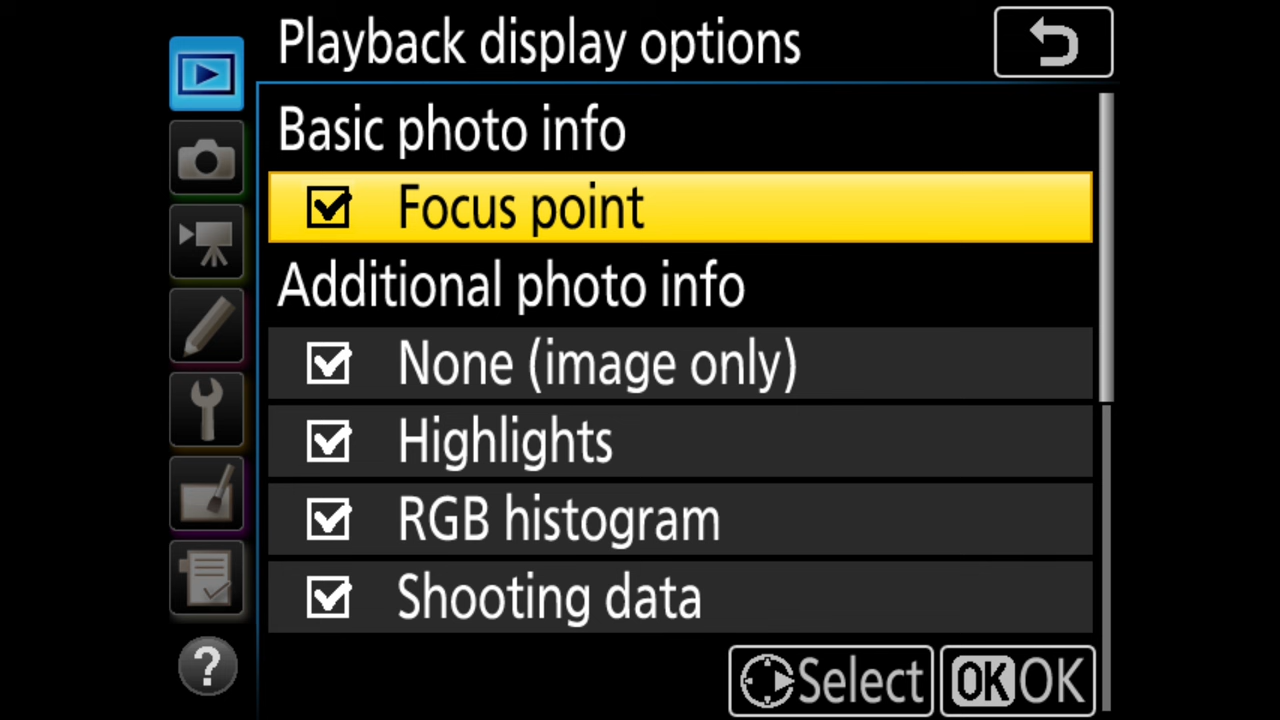 Playback display options
Basic photo info
Focus point
Additional photo info
None (image only)
Highlights
RGB histogram
Shooting data
?
Select
OK OK